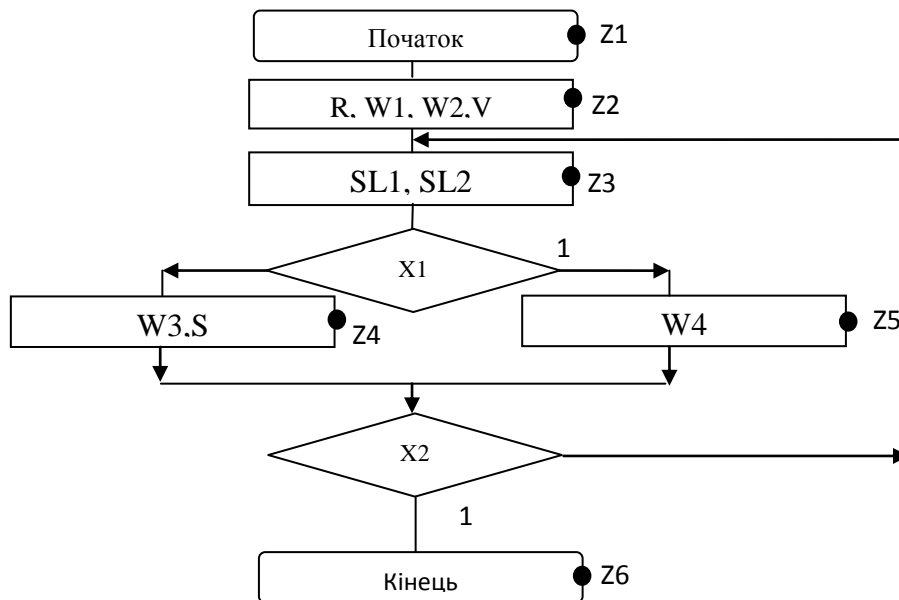 Початок
Z1
R, W1, W2,V
Z2
SL1, SL2
Z3
X1
1
W3,S
Z4
W4
Z5
X2
1
Кінець
Z6